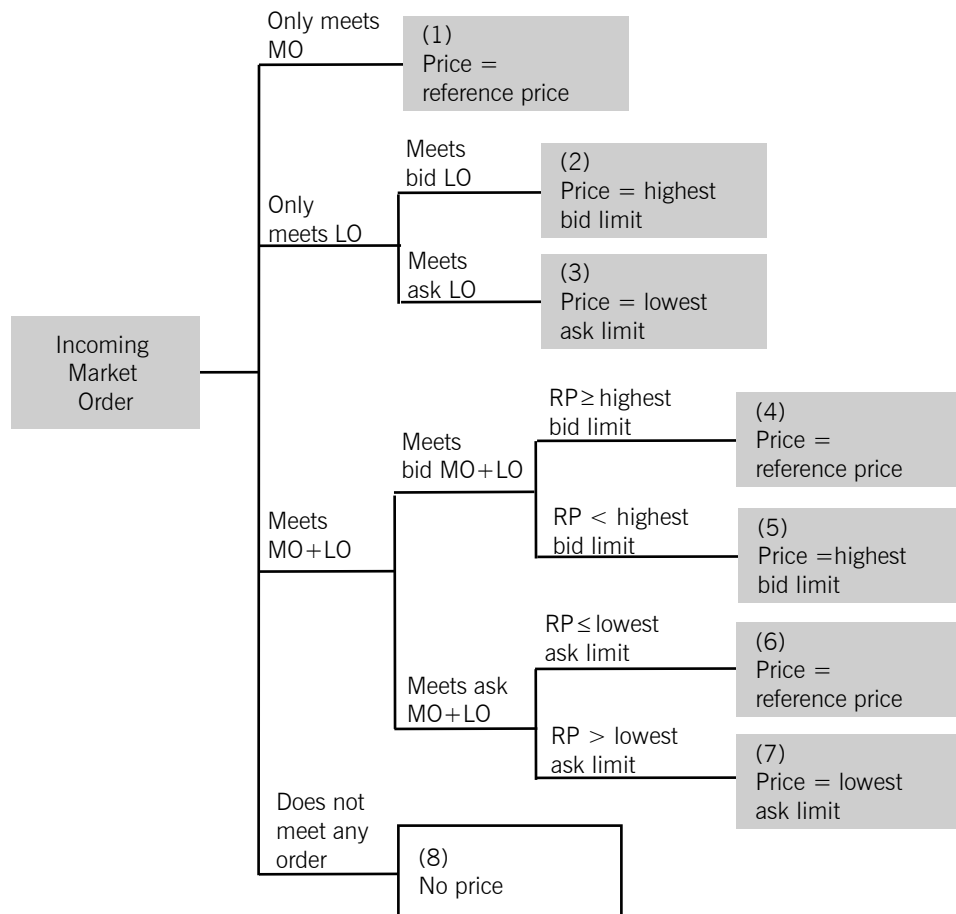 Only meets
MO
(1)
Price =
reference price
Only
meets LO
Meets
bid LO
(2)
Price = highest
bid limit
Meets
ask LO
(3)
Price = lowest
ask limit
Incoming
Market
Order
Meets
MO+LO
Meets
bid MO+LO
RP≥highest
bid limit
(4)
Price =
reference price
RP < highest
bid limit
(5)
Price =highest
bid limit
Meets ask
MO+LO
RP≤lowest
ask limit
(6)
Price =
reference price
RP > lowest
ask limit
(7)
Price = lowest
ask limit
Does not
meet any
order
(8)
No price